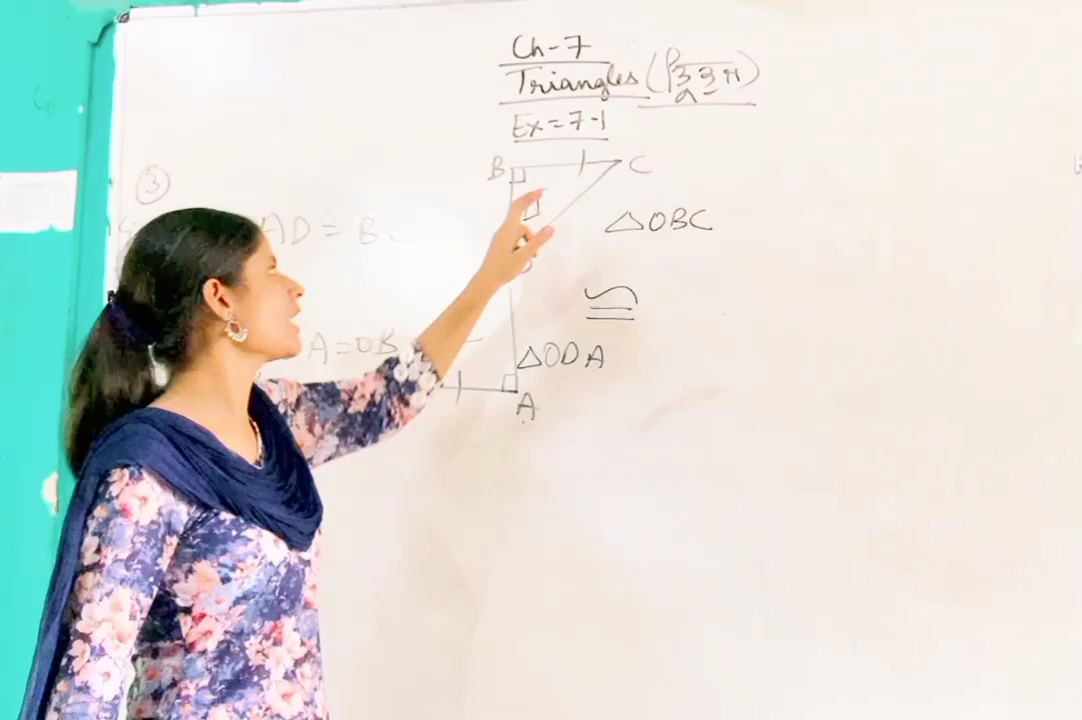 Ch-7
Triangles
Ex=7-1
B C
③
AD = B
△OBC
≅
A=OB
△ODA
A